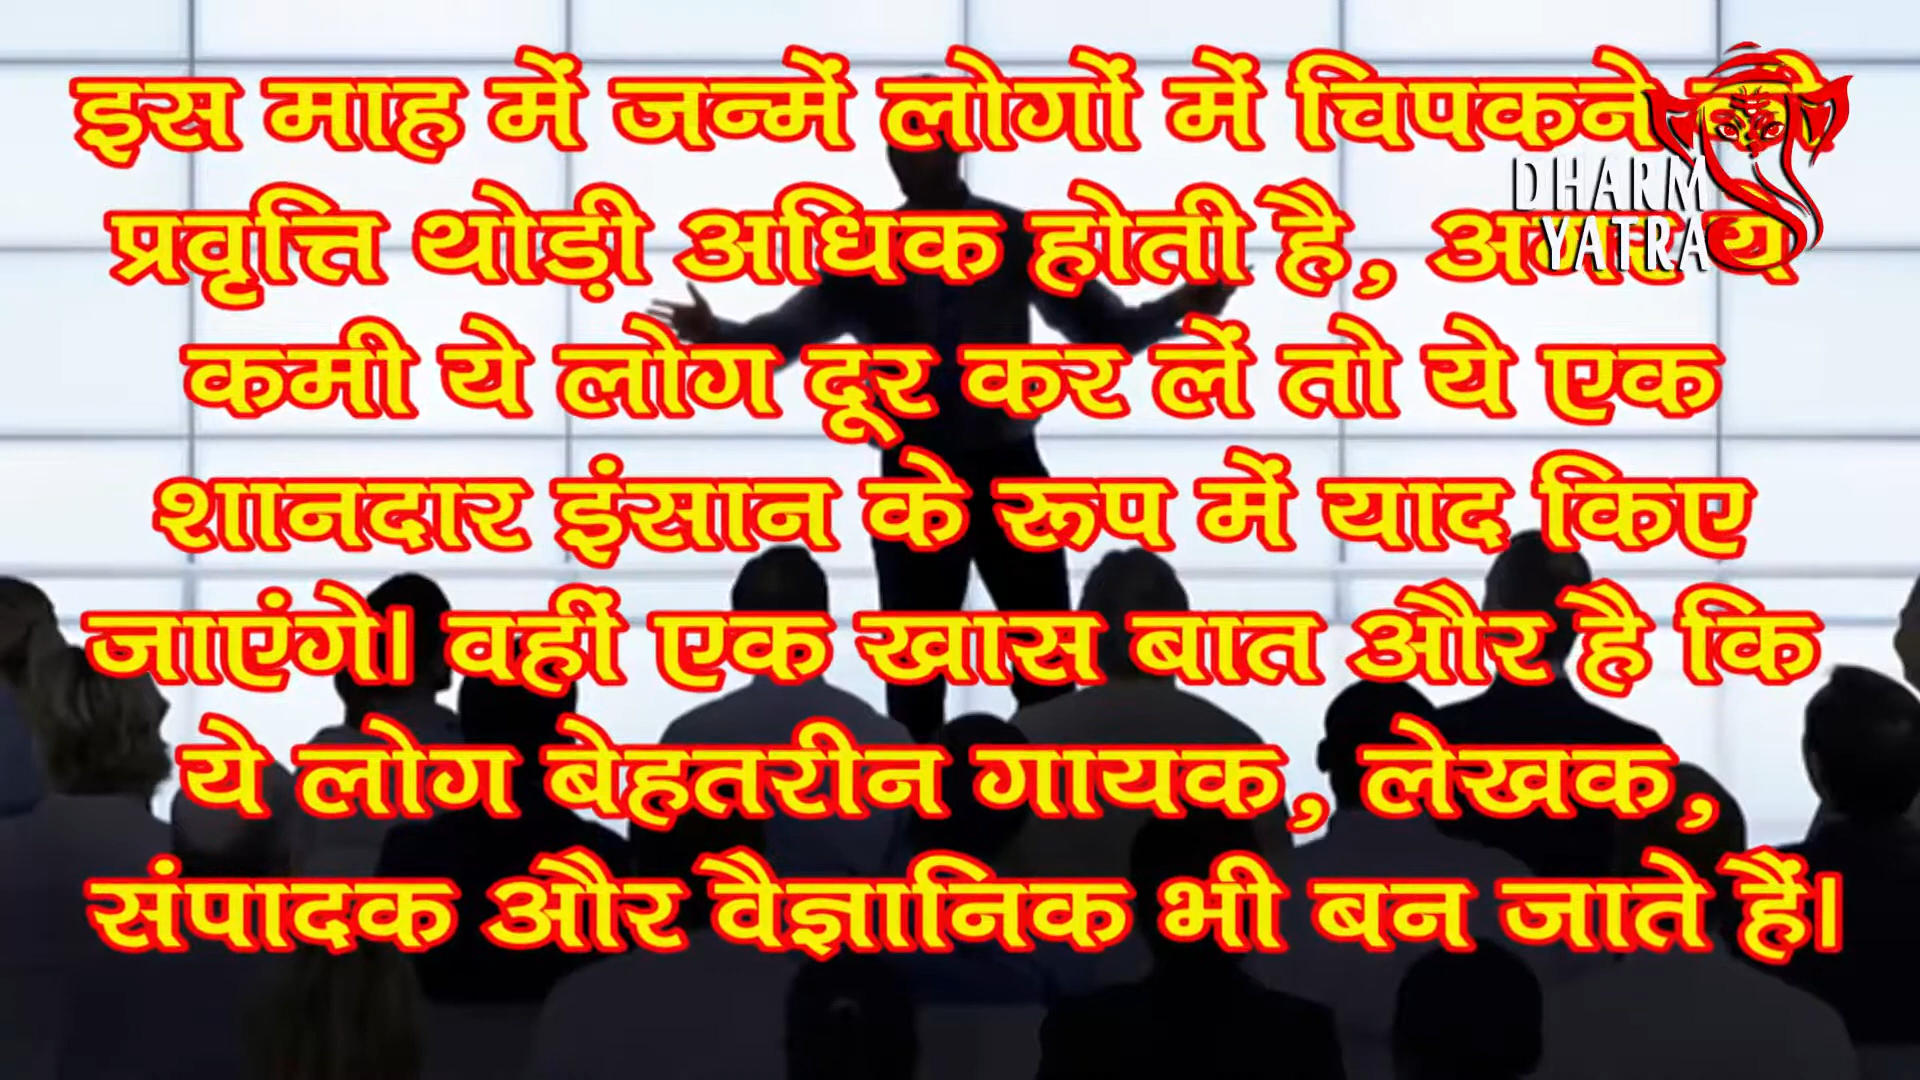 इस माह में जन्में लोगों में चिपकने की
प्रवृत्ति थोड़ी अधिक होती है, अगर ये
कमी ये लोग दूर कर लें तो ये एक
शानदार इंसान के रूप में याद किए
जाएंगे। वहीं एक खास बात और है कि
ये लोग बेहतरीन गायक, लेखक,
संपादक और वैज्ञानिक भी बन जाते हैं।
DHARM
YATRA